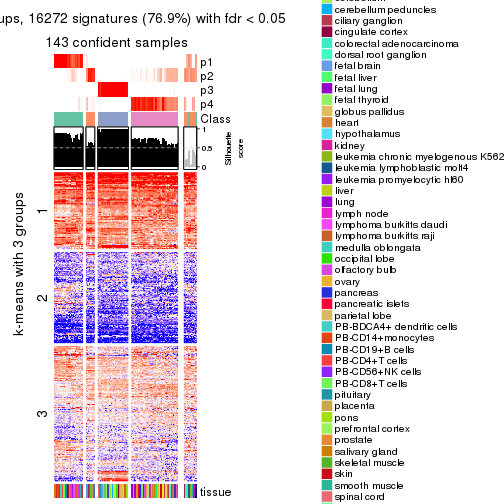 ups, 16272 signatures (76.9%) with fdr < 0.05
143 confident samples
p1
p2
p3
p4
Class
1
0.5
0
Silhouette
score
k-means with 3 groups
1
2
3
tissue
cerebellum peduncles
ciliary ganglion
cingulate cortex
colorectal adenocarcinoma
dorsal root ganglion
fetal brain
fetal liver
fetal lung
fetal thyroid
globus pallidus
heart
hypothalamus
kidney
leukemia chronic myelogenous K562
leukemia lymphoblastic molt4
leukemia promyelocytic hl60
liver
lung
lymph node
lymphoma burkitts daudi
lymphoma burkitts raji
medulla oblongata
occipital lobe
olfactory bulb
ovary
pancreas
pancreatic islets
parietal lobe
PB-BDCA4+ dendritic cells
PB-CD14+monocytes
PB-CD19+B cells
PB-CD4+T cells
PB-CD56+NK cells
PB-CD8+T cells
pituitary
placenta
pons
prefrontal cortex
prostate
salivary gland
skeletal muscle
skin
smooth muscle
spinal cord